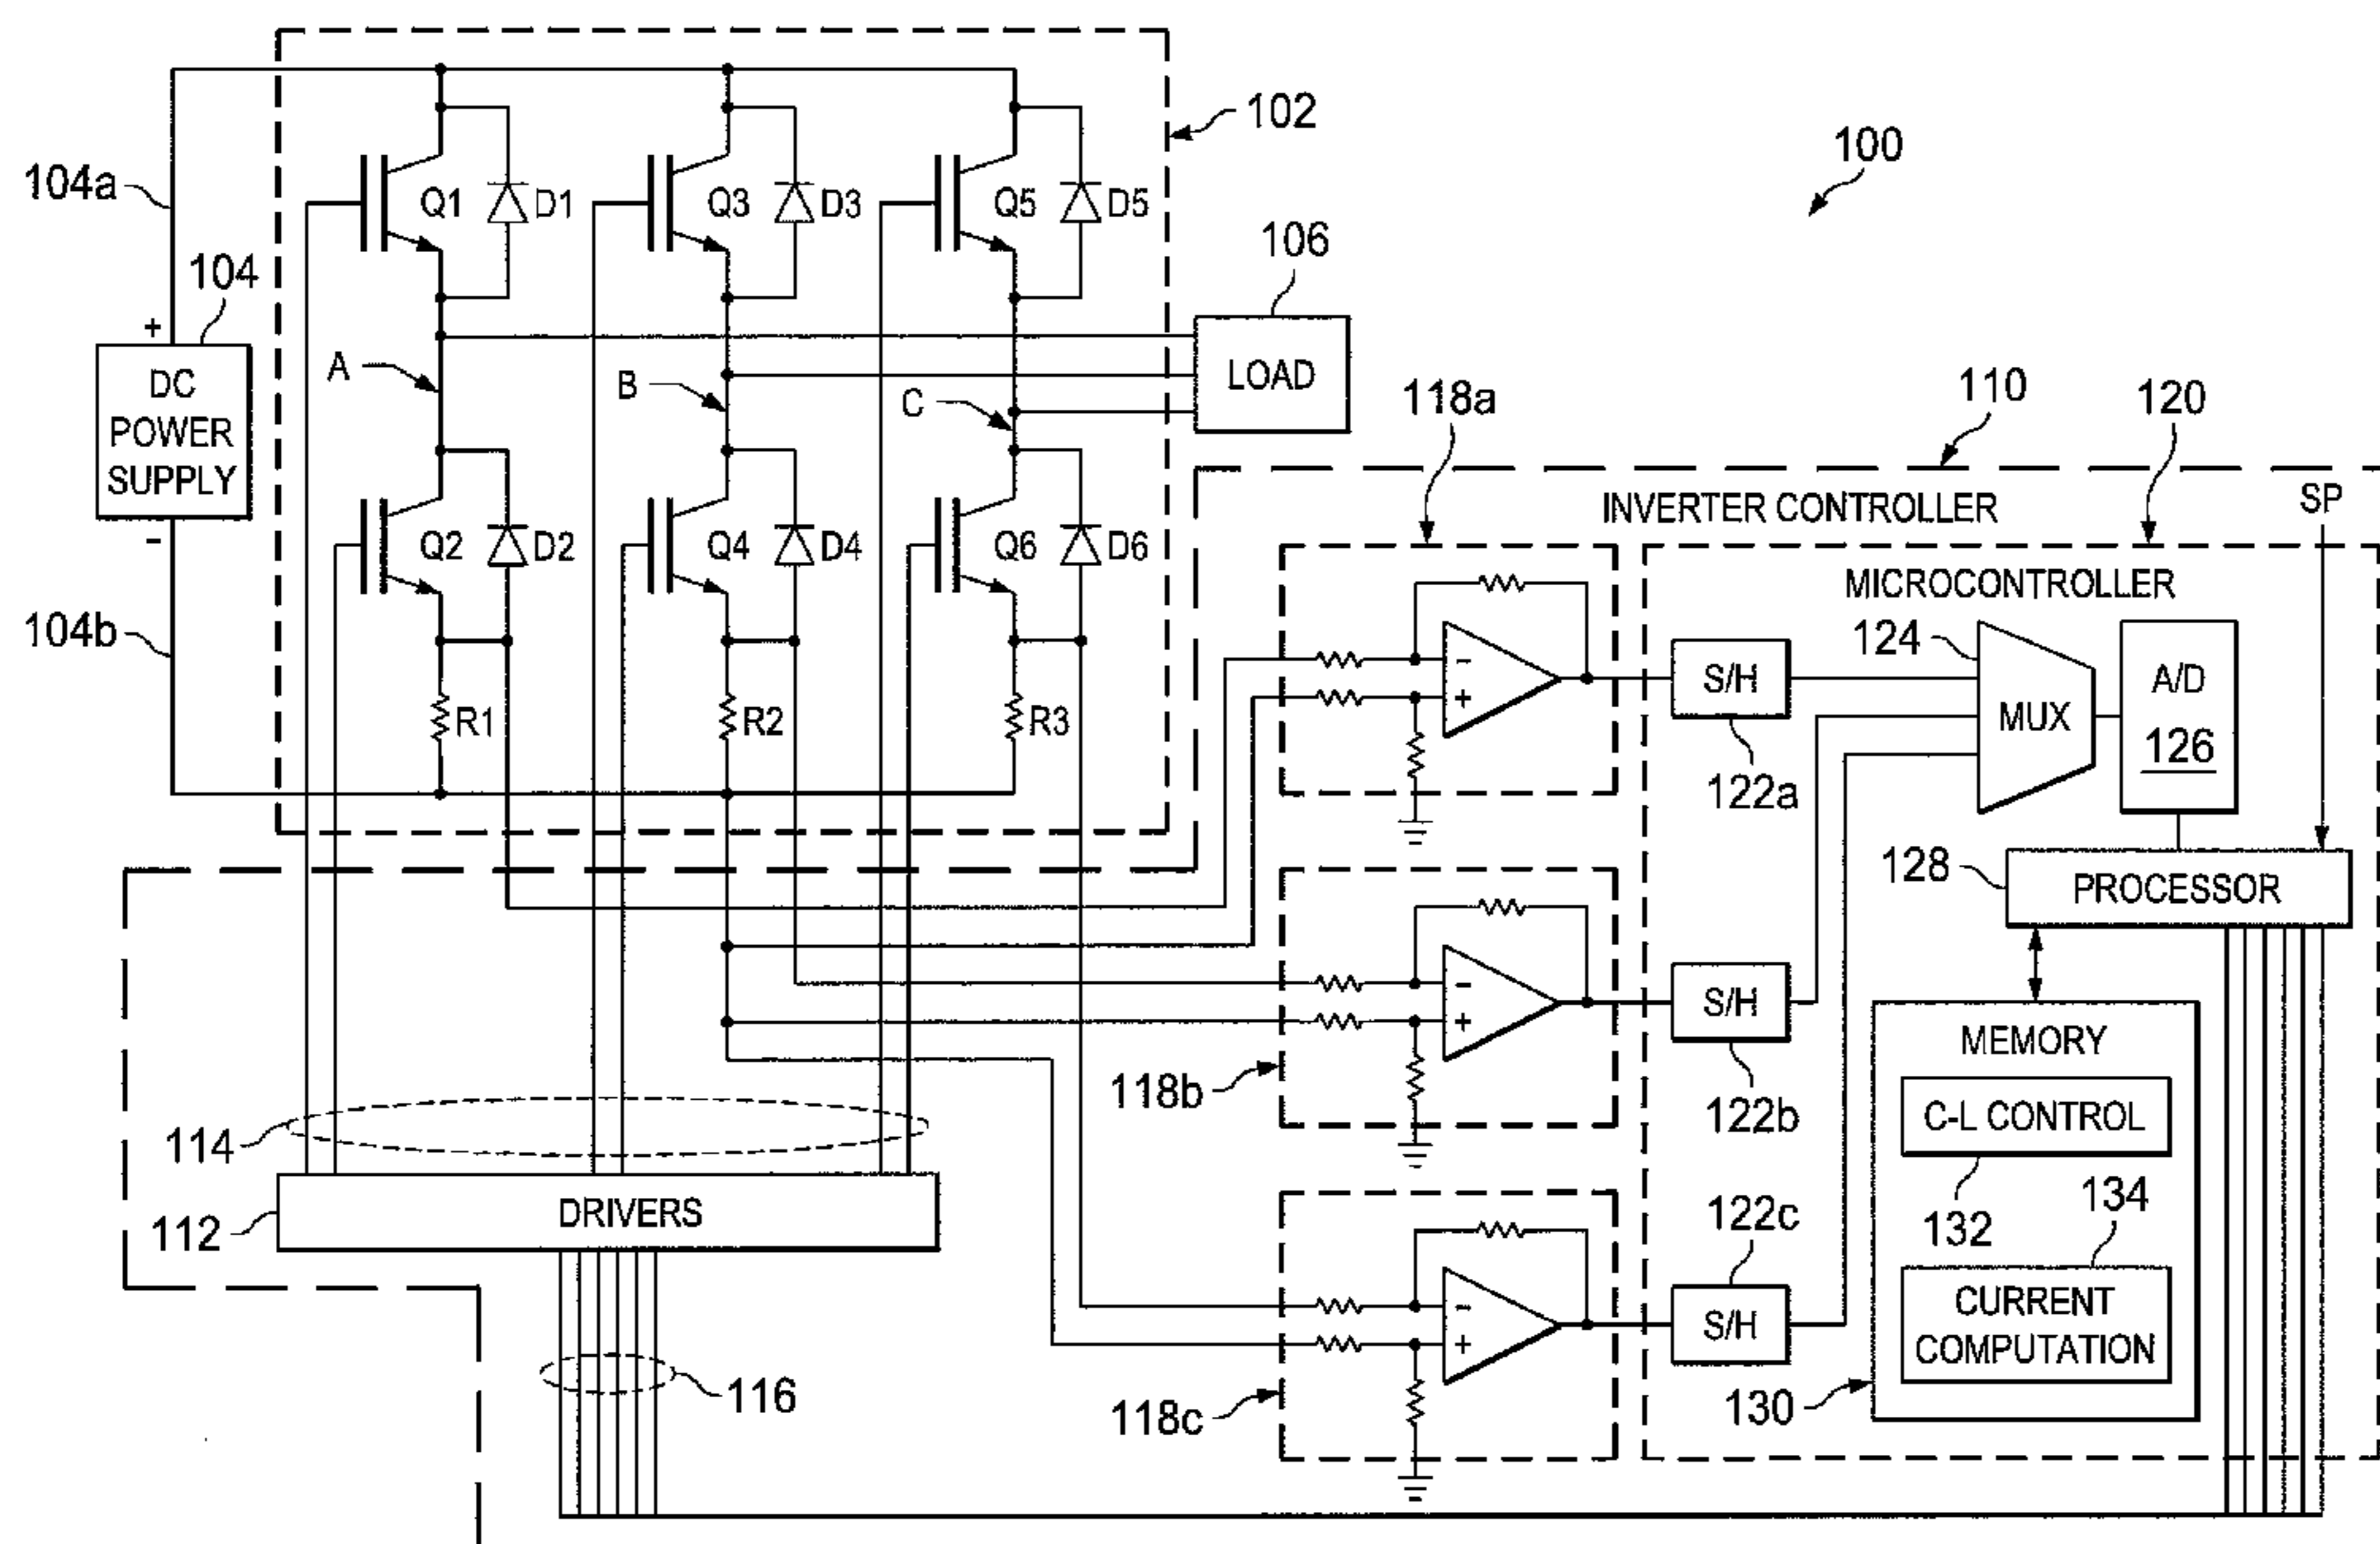 102
100
104a
Q1
D1
Q3
D3
Q5
D5
106
104
+
DC
POWER
SUPPLY
-
A
B
C
LOAD
118a
110
120
INVERTER CONTROLLER
SP
Q2
D2
Q4
D4
Q6
D6
MICROCONTROLLER
124
104b
-
+
S/H
MUX
A/D
126
R1
R2
R3
122a
128
PROCESSOR
-
+
S/H
MEMORY
118b
122b
C-L CONTROL
114
132
134
DRIVERS
112
122c
-
+
S/H
CURRENT
COMPUTATION
116
118c
130